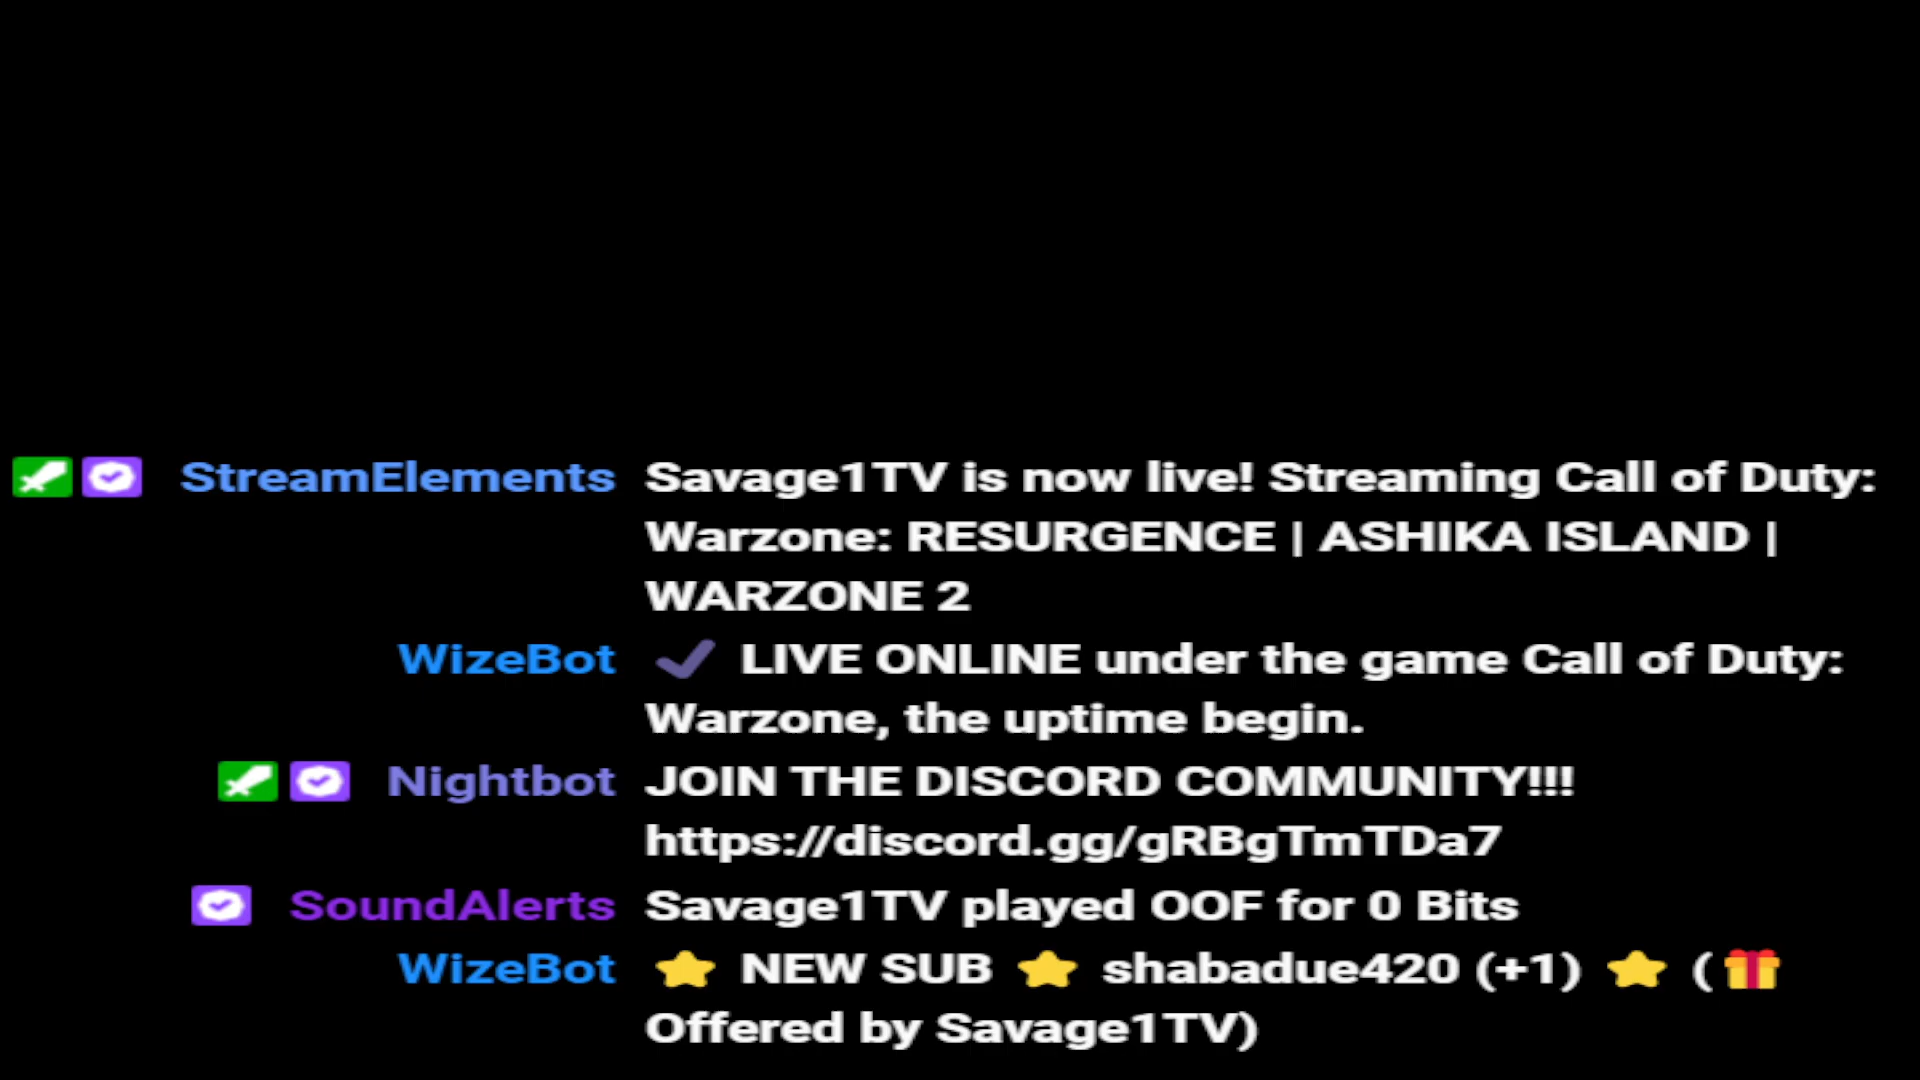 StreamElements Savage1TV is now live! Streaming Call of Duty:
Warzone: RESURGENCE | ASHIKA ISLAND |
WARZONE 2
WizeBot ✔ LIVE ONLINE under the game Call of Duty:
Warzone, the uptime begin.
Nightbot JOIN THE DISCORD COMMUNITY!!!
https://discord.gg/gRBgTmTDa7
SoundAlerts Savage1TV played OOF for 0 Bits
WizeBot ⭐ NEW SUB ⭐ shabadue420 (+1) ⭐ (🎁
Offered by Savage1TV)